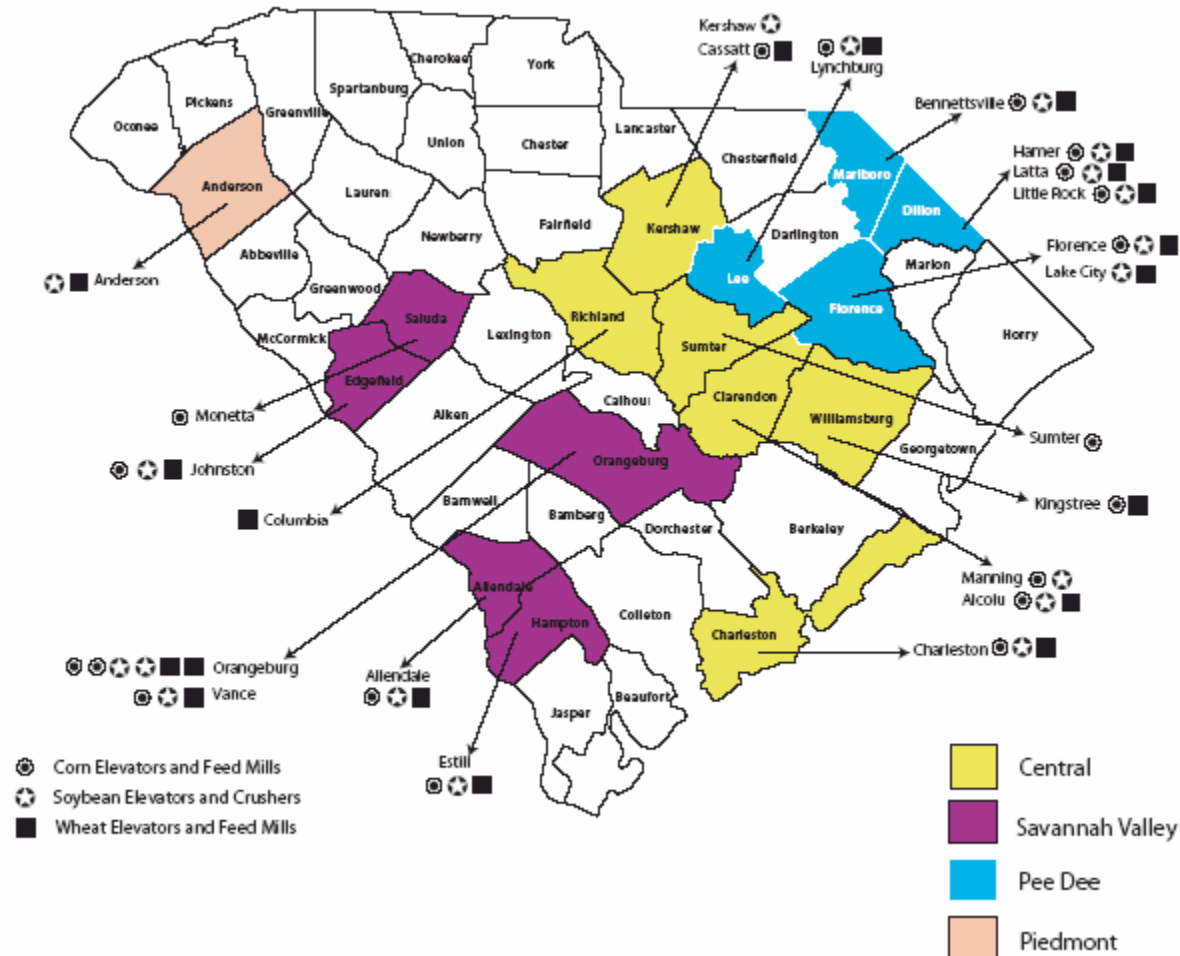 Kershaw
Cassatt
Lynchburg
Bennettsville
Hamer
Latta
Little Rock
Florence
Lake City
Cherokee
York
Spartanburg
Pickens
Greenville
Oconee
Union
Chester
Lancaster
Chesterfield
Marlboro
Anderson
Lauren
Dillon
Fairfield
Kershaw
Darlington
Newberry
Abbeville
Marion
Lee
Anderson
Greenwood
Florence
Saluda
Richland
Lexington
McCormick
Sumter
Horry
Edgefield
Clarendon
Calhou
Aiken
Williamsburg
Monetta
Sumter
Georgetown
Orangeburg
Johnston
Barnwell
Kingstree
Columbia
Bamberg
Dorchester
Berkeley
Manning
Alcolu
Allendale
Colleton
Hampton
Charleston
Charleston
Orangeburg
Allendale
Vance
Beaufort
Jasper
Estill
Corn Elevators and Feed Mills
Soybean Elevators and Crushers
Wheat Elevators and Feed Mills
Central
Savannah Valley
Pee Dee
Piedmont